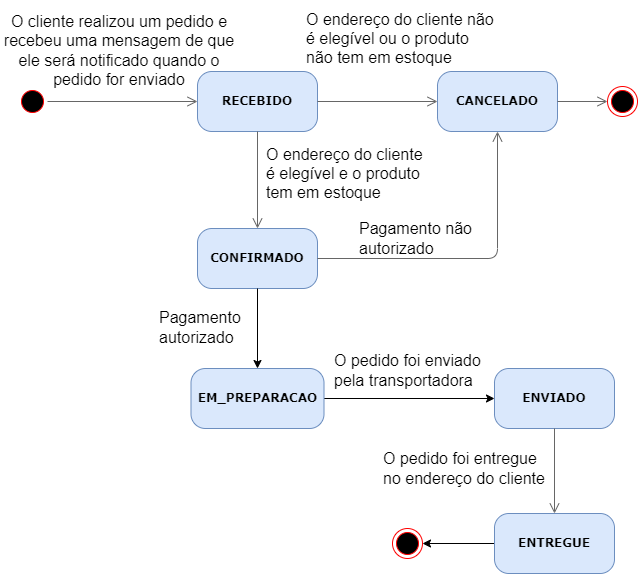 O cliente realizou um pedido e
recebeu uma mensagem de que
ele será notificado quando o
pedido for enviado
O endereço do cliente não
é elegível ou o produto
não tem em estoque
RECEBIDO
CANCELADO
O endereço do cliente
é elegível e o produto
tem em estoque
Pagamento não
autorizado
CONFIRMADO
Pagamento
autorizado
O pedido foi enviado
pela transportadora
EM_PREPARACAO
ENVIADO
O pedido foi entregue
no endereço do cliente
ENTREGUE